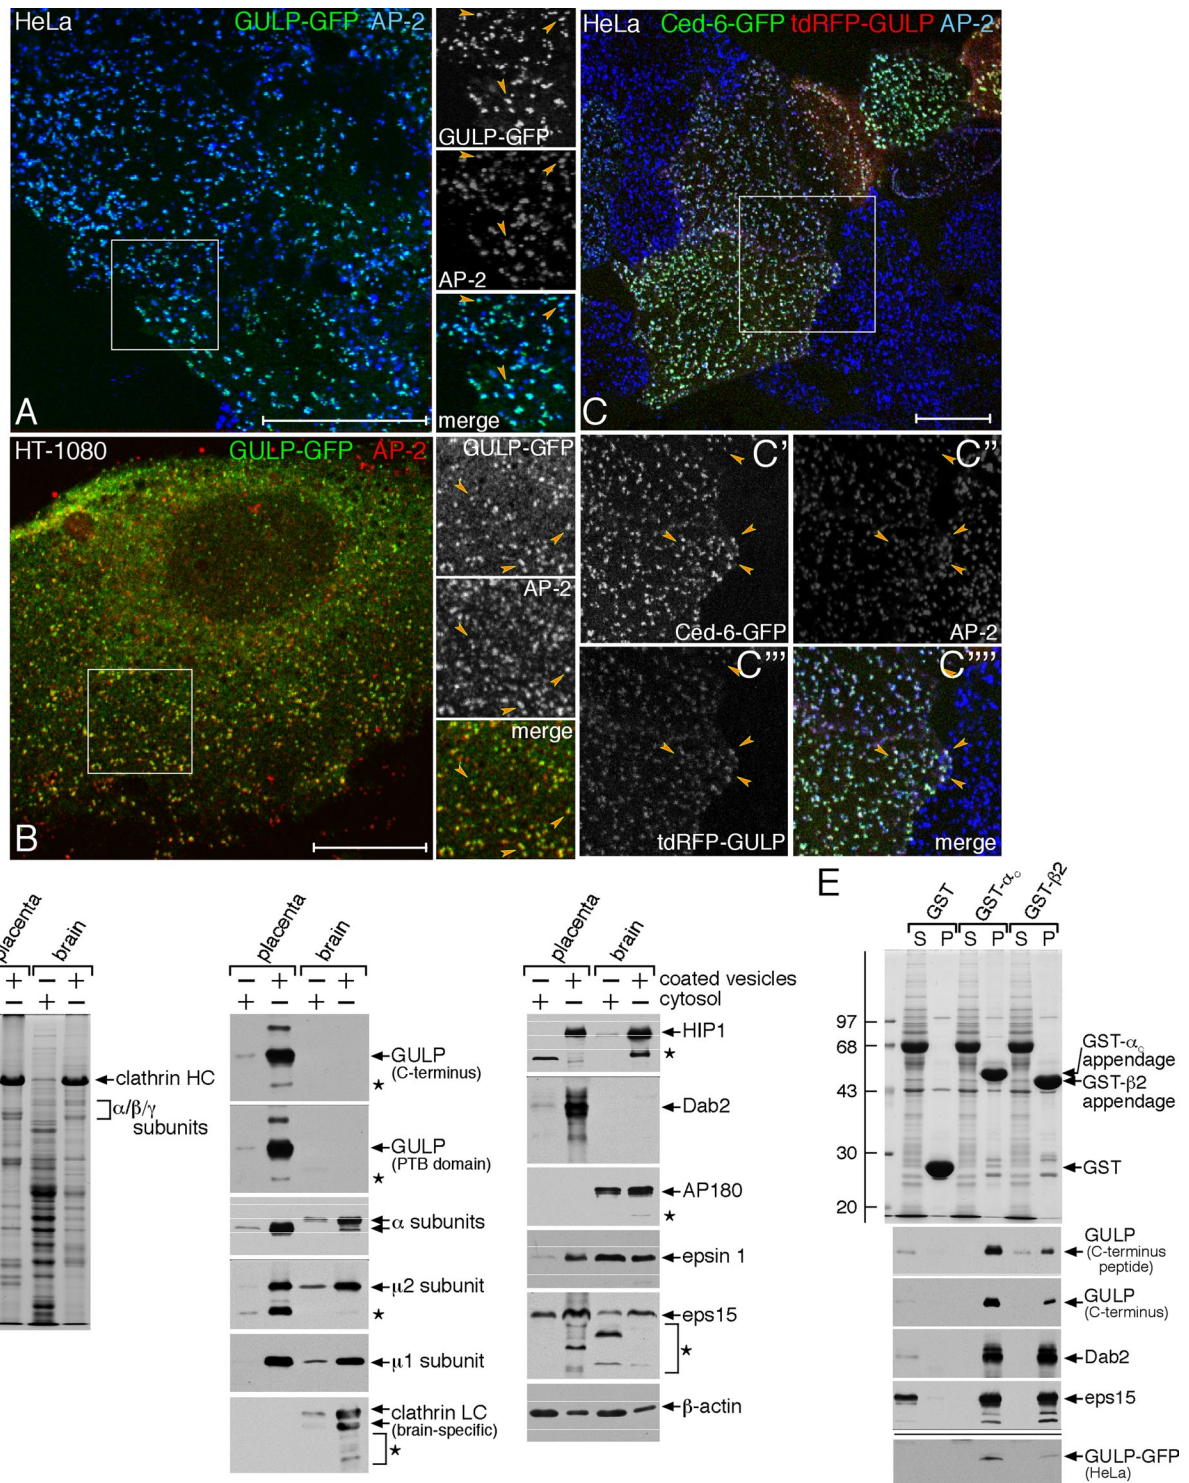 HeLa GULP-GFP AP-2
A
GULP-GFP
AP-2
merge
HeLa Ced-6-GFP tdRFP-GULP AP-2
C
HT-1080 GULP-GFP AP-2
B
GULP-GFP
AP-2
merge
C’
Ced-6-GFP
C’’
AP-2
C’’’
tdRFP-GULP
C’’’’
merge
placenta
brain
+ − +
− + −
clathrin HC
α/β/γ
subunits
placenta
brain
− + − +
+ − + −
GULP
(C-terminus)
★
GULP
(PTB domain)
★
α subunits
μ2 subunit
★
μ1 subunit
clathrin LC
(brain-specific)
★
placenta
brain
− + − + coated vesicles
+ − + − cytosol
HIP1
★
Dab2
AP180
★
epsin 1
eps15
★
β-actin
E
GST
GST-αC
GST-β2
S P S P S P
97
68
43
30
20
GST-αC
appendage
GST-β2
appendage
GST
GULP
(C-terminus
peptide)
GULP
(C-terminus)
Dab2
eps15
GULP-GFP
(HeLa)